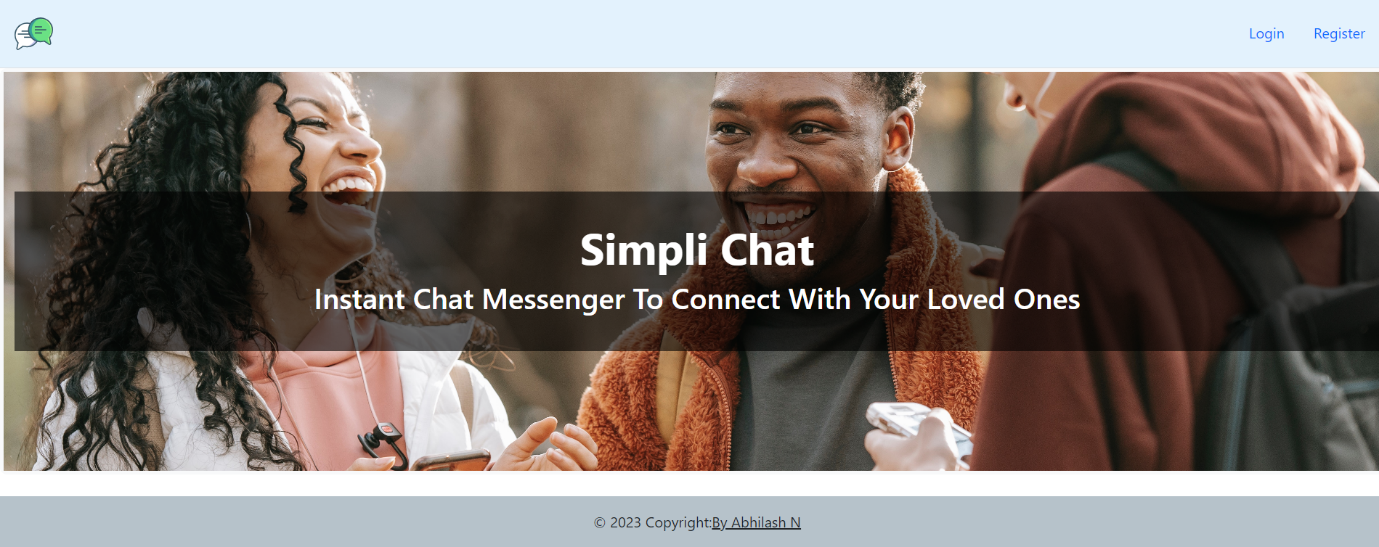 Login
Register
Simpli Chat
Instant Chat Messenger To Connect With Your Loved Ones
© 2023 Copyright:By Abhilash N